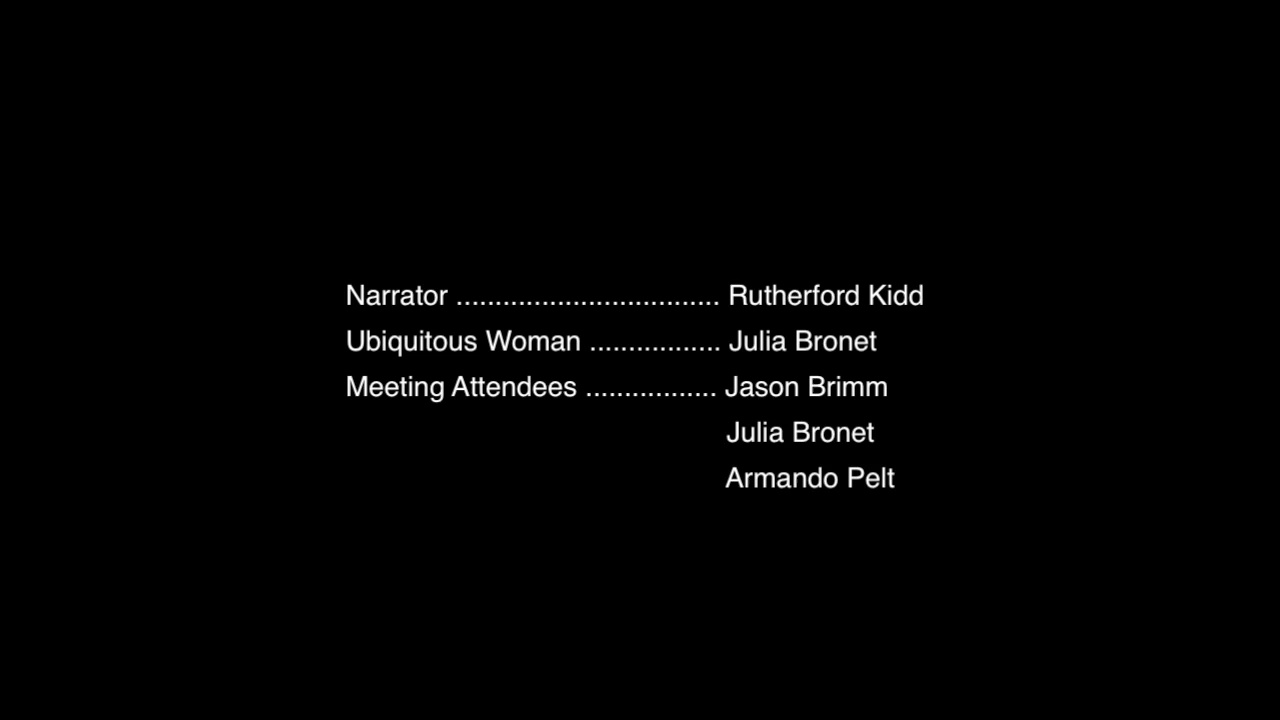 Narrator .................................. Rutherford Kidd
Ubiquitous Woman ................. Julia Bronet
Meeting Attendees ................. Jason Brimm
Julia Bronet
Armando Pelt